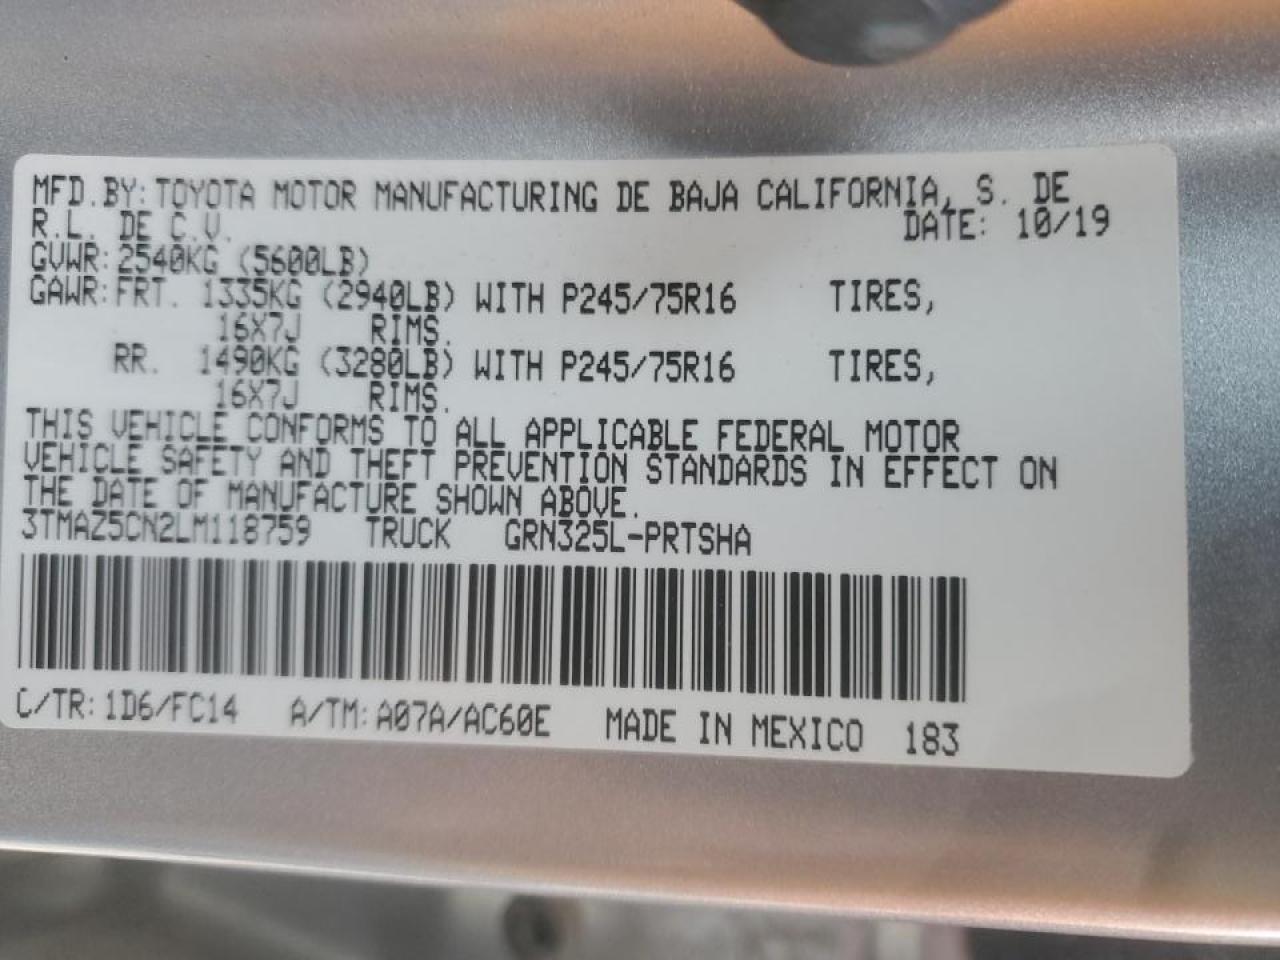 MFD.BY: TOYOTA MOTOR MANUFACTURING DE BAJA CALIFORNIA, S. DE
R.L. DE C.V. DATE: 10/19
GVWR: 2540KG (5600LB)
GAWR: FRT. 1335KG (2940LB) WITH P245/75R16 TIRES,
16X7J RIMS.
RR. 1490KG (3280LB) WITH P245/75R16 TIRES,
16X7J RIMS.
THIS VEHICLE CONFORMS TO ALL APPLICABLE FEDERAL MOTOR
VEHICLE SAFETY AND THEFT PREVENTION STANDARDS IN EFFECT ON
THE DATE OF MANUFACTURE SHOWN ABOVE.
3TMAZ5CN2LM118759 TRUCK GRN325L-PRTSHA
C/TR: 1D6/FC14 A/TM: A07A/AC60E MADE IN MEXICO 183